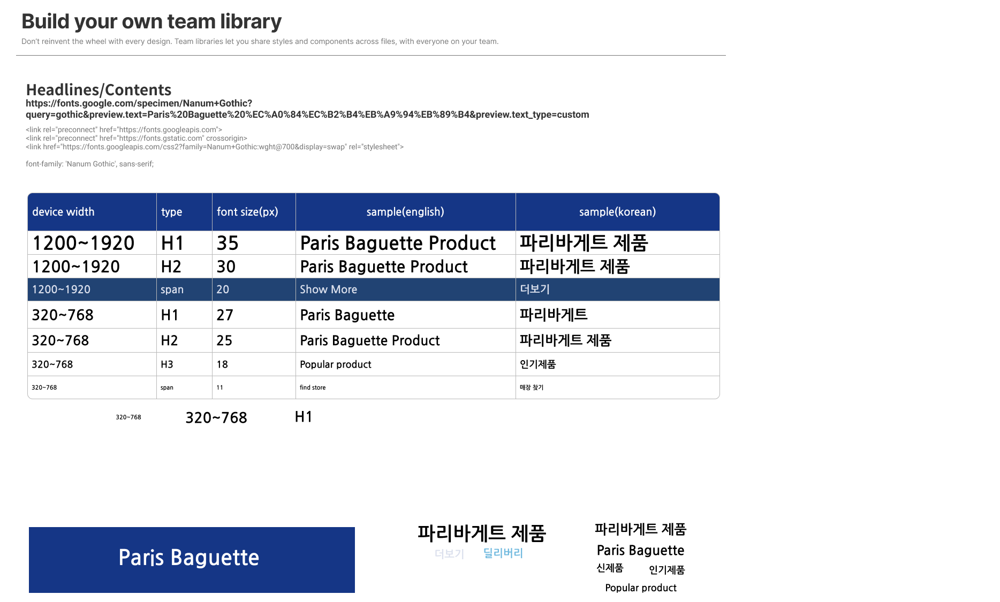 Build your own team library
Don't reinvent the wheel with every design. Team libraries let you share styles and components across files, with everyone on your team.
Headlines/Contents
https://fonts.google.com/specimen/Nanum+Gothic?
query=gothic&preview.text=Paris%20Baguette%20%EC%A0%84%EC%B2%B4%EB%A9%94%EB%89%B4&preview.text_type=custom
<link rel="preconnect" href="https://fonts.googleapis.com">
<link rel="preconnect" href="https://fonts.gstatic.com" crossorigin>
<link href="https://fonts.googleapis.com/css2?family=Nanum+Gothic:wght@700&display=swap" rel="stylesheet">
font-family: 'Nanum Gothic', sans-serif;
device width type font size(px) sample(english) sample(korean)
1200~1920 H1 35 Paris Baguette Product 파리바게트 제품
1200~1920 H2 30 Paris Baguette Product 파리바게트 제품
1200~1920 span 20 Show More 더보기
320~768 H1 27 Paris Baguette 파리바게트
320~768 H2 25 Paris Baguette Product 파리바게트 제품
320~768 H3 18 Popular product 인기제품
320~768 span 11 find store 매장 찾기
320~768 320~768 H1
Paris Baguette
파리바게트 제품
더보기 딜리버리
파리바게트 제품
Paris Baguette
신제품 인기제품
Popular product